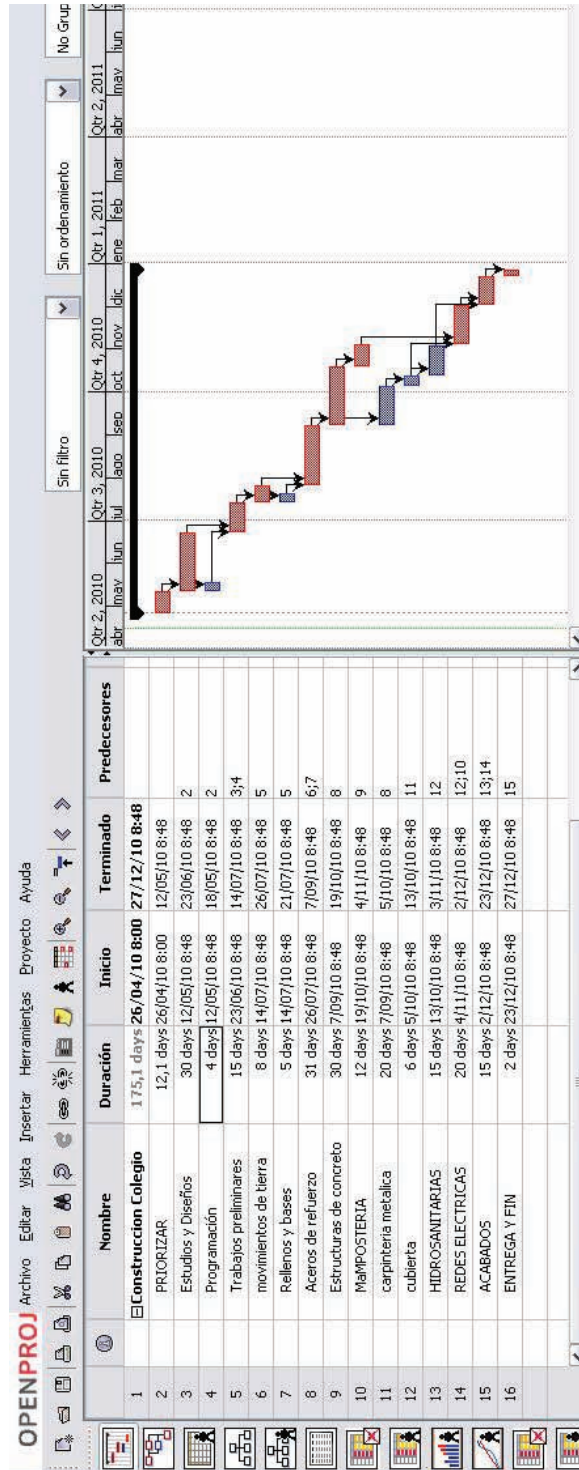 OPENPROJ Archivo Editar Vista Insertar Herramientas Proyecto Ayuda
Sin filtro Sin ordenamiento No Grup
Nombre Duración Inicio Terminado Predecesores
1 Construccion Colegio 175,1 days 26/04/10 8:00 27/12/10 8:48
2 PRIORIZAR 12,1 days 26/04/10 8:00 12/05/10 8:48
3 Estudios y Diseños 30 days 12/05/10 8:48 23/06/10 8:48 2
4 Programación 4 days 12/05/10 8:48 18/05/10 8:48 2
5 Trabajos preliminares 15 days 23/06/10 8:48 14/07/10 8:48 3;4
6 movimientos de tierra 8 days 14/07/10 8:48 26/07/10 8:48 5
7 Rellenos y bases 5 days 14/07/10 8:48 21/07/10 8:48 5
8 Aceros de refuerzo 31 days 26/07/10 8:48 7/09/10 8:48 6;7
9 Estructuras de concreto 30 days 7/09/10 8:48 19/10/10 8:48 8
10 MaMPOSTERIA 12 days 19/10/10 8:48 4/11/10 8:48 9
11 carpinteria metalica 20 days 7/09/10 8:48 5/10/10 8:48 8
12 cubierta 6 days 5/10/10 8:48 13/10/10 8:48 11
13 HIDROSANITARIAS 15 days 13/10/10 8:48 3/11/10 8:48 12
14 REDES ELECTRICAS 20 days 4/11/10 8:48 2/12/10 8:48 12;10
15 ACABADOS 15 days 2/12/10 8:48 23/12/10 8:48 13;14
16 ENTREGA Y FIN 2 days 23/12/10 8:48 27/12/10 8:48 15
Qtr 2, 2010 Qtr 3, 2010 Qtr 4, 2010 Qtr 1, 2011 Qtr 2, 2011
abr may jun jul ago sep oct nov dic ene feb mar abr may jun